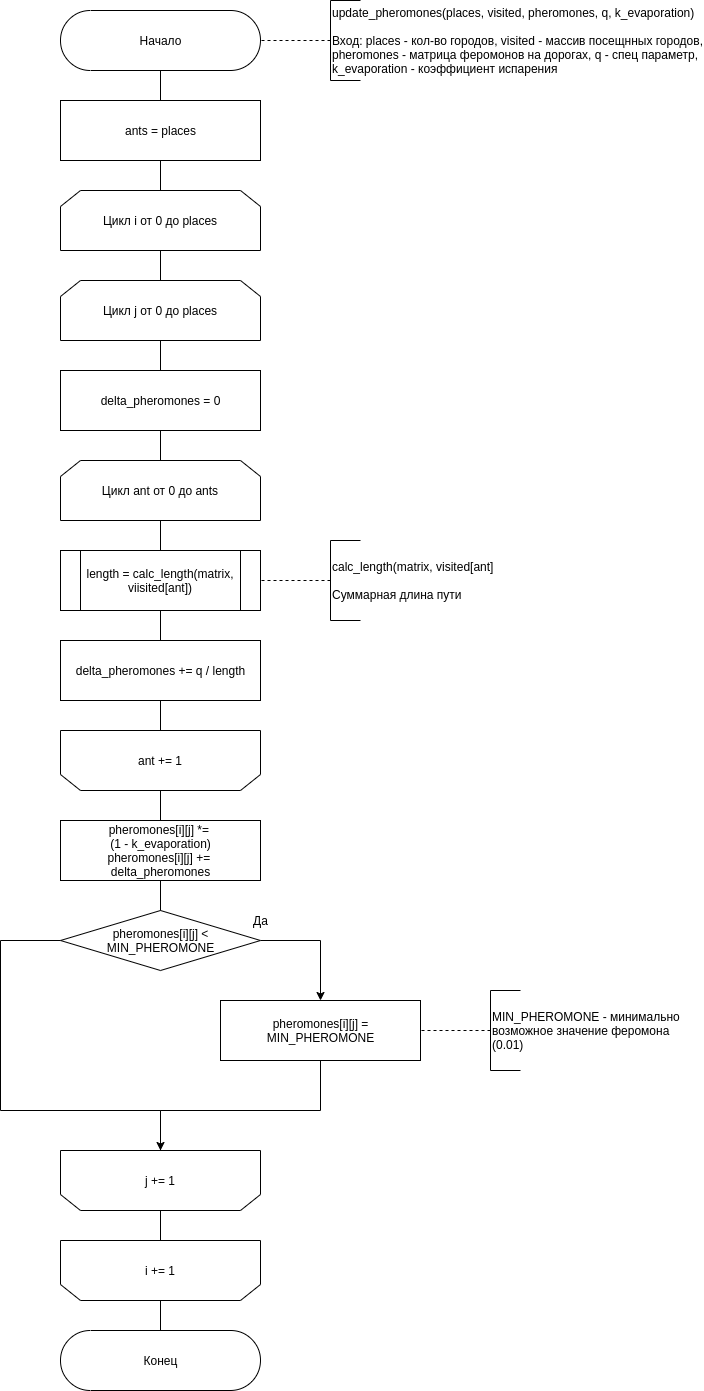 Начало
update_pheromones(places, visited, pheromones, q, k_evaporation)
Вход: places - кол-во городов, visited - массив посещнных городов,
pheromones - матрица феромонов на дорогах, q - спец параметр,
k_evaporation - коэффициент испарения
ants = places
Цикл i от 0 до places
Цикл j от 0 до places
delta_pheromones = 0
Цикл ant от 0 до ants
length = calc_length(matrix,
viisited[ant])
calc_length(matrix, visited[ant]
Суммарная длина пути
delta_pheromones += q / length
ant += 1
pheromones[i][j] *=
(1 - k_evaporation)
pheromones[i][j] +=
delta_pheromones
Да
pheromones[i][j] <
MIN_PHEROMONE
pheromones[i][j] =
MIN_PHEROMONE
MIN_PHEROMONE - минимально
возможное значение феромона
(0.01)
j += 1
i += 1
Конец